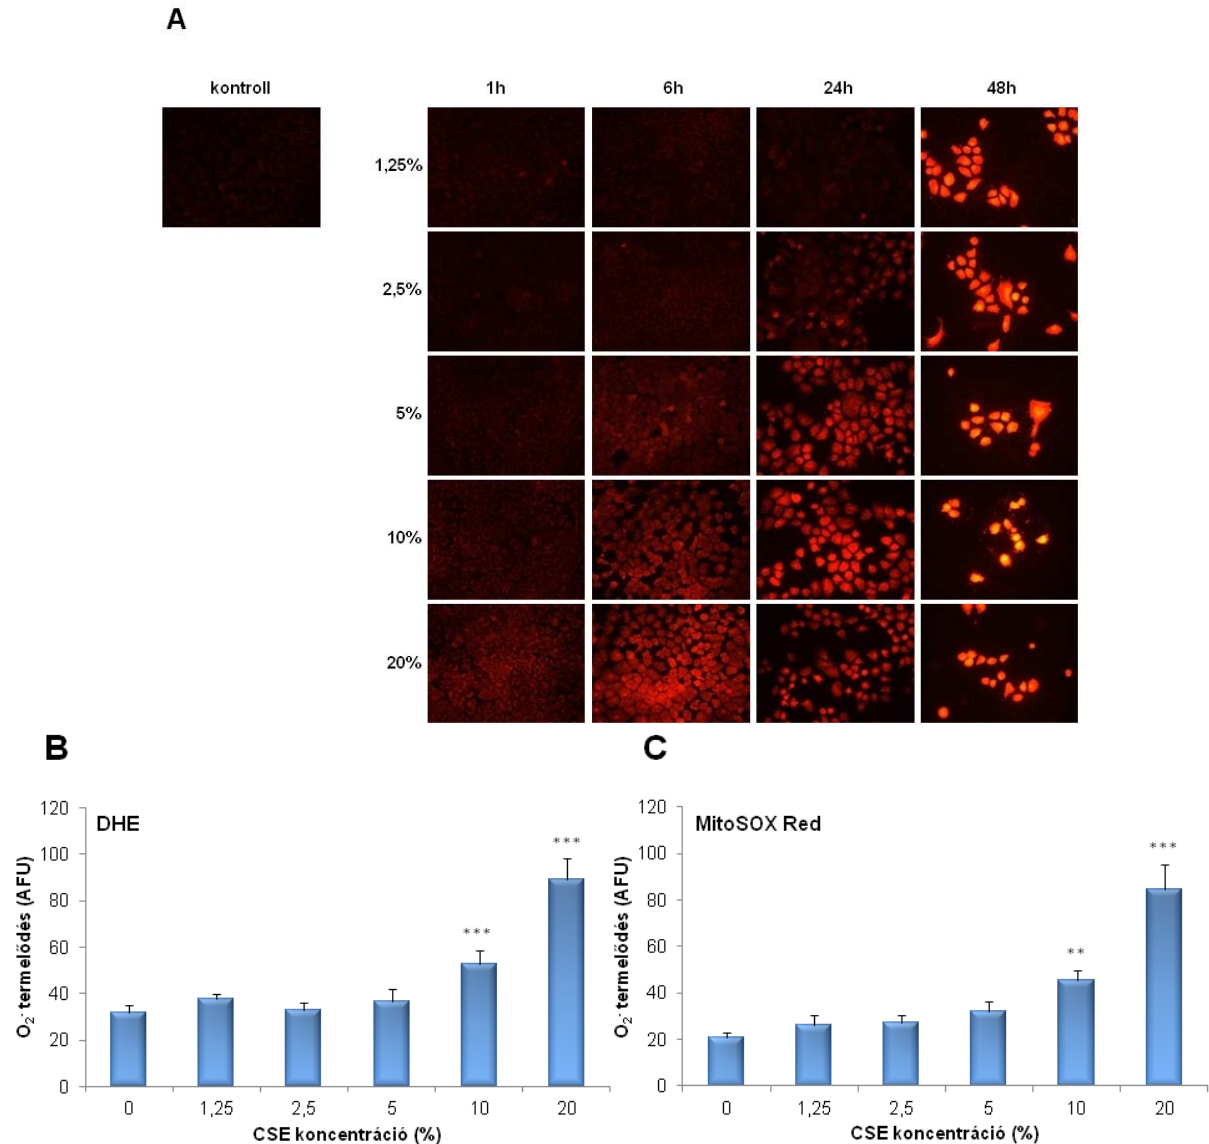 A
kontroll
1h 6h 24h 48h
1,25%
2,5%
5%
10%
20%
B
DHE
O2·- termelődés (AFU)
120
100
80
60
40
20
0
***
***
0 1,25 2,5 5 10 20
CSE koncentráció (%)
C
MitoSOX Red
O2·- termelődés (AFU)
120
100
80
60
40
20
0
**
***
0 1,25 2,5 5 10 20
CSE koncentráció (%)